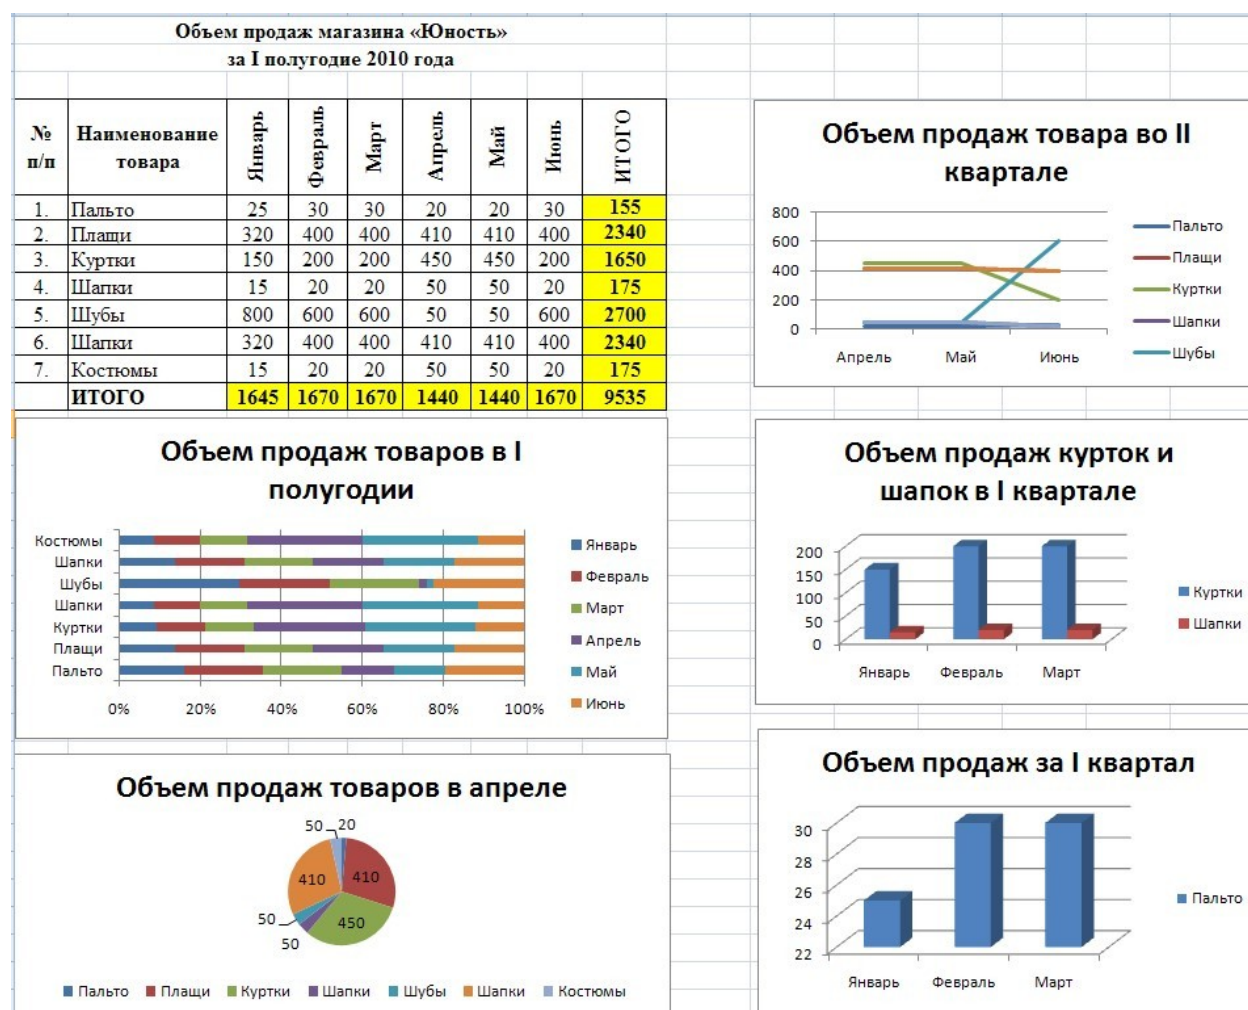 Объем продаж магазина «Юность»
за I полугодие 2010 года
№ п/п Наименование товара Январь Февраль Март Апрель Май Июнь ИТОГО
1. Пальто 25 30 30 20 20 30 155
2. Плащи 320 400 400 410 410 400 2340
3. Куртки 150 200 200 450 450 200 1650
4. Шапки 15 20 20 50 50 20 175
5. Шубы 800 600 600 50 50 600 2700
6. Шапки 320 400 400 410 410 400 2340
7. Костюмы 15 20 20 50 50 20 175
ИТОГО 1645 1670 1670 1440 1440 1670 9535
Объем продаж товара во II
квартале
800
600
400
200
0
Апрель Май Июнь
Пальто
Плащи
Куртки
Шапки
Шубы
Объем продаж товаров в I
полугодии
Костюмы
Шапки
Шубы
Шапки
Куртки
Плащи
Пальто
0% 20% 40% 60% 80% 100%
Январь
Февраль
Март
Апрель
Май
Июнь
Объем продаж курток и
шапок в I квартале
200
150
100
50
0
Январь Февраль Март
Куртки
Шапки
Объем продаж товаров в апреле
50 20
410 410
50 450
50
Пальто Плащи Куртки Шапки Шубы Шапки Костюмы
Объем продаж за I квартал
30
28
26
24
22
Январь Февраль Март
Пальто